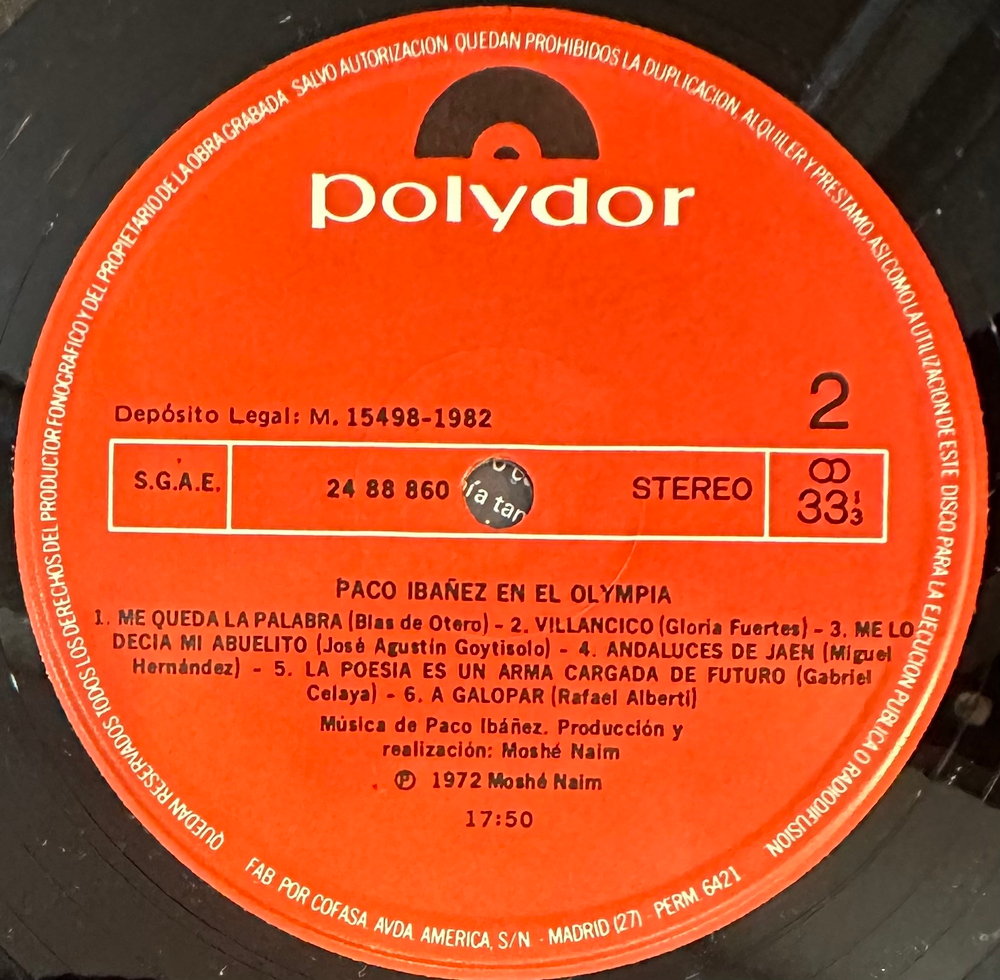 QUEDAN RESERVADOS TODOS LOS DERECHOS DEL PRODUCTOR FONOGRAFICO Y DEL PROPIETARIO DE LA OBRA GRABADA. SALVO AUTORIZACION, QUEDAN PROHIBIDOS LA DUPLICACION, ALQUILER Y PRESTAMO, ASI COMO LA UTILIZACION DE ESTE DISCO PARA LA EJECUCION PUBLICA O RADIODIFUSION.
polydor
2
Depósito Legal: M. 15498-1982
S.G.A.E. 24 88 860 STEREO 33 1/3
ía tan
PACO IBAÑEZ EN EL OLYMPIA
1. ME QUEDA LA PALABRA (Blas de Otero) - 2. VILLANCICO (Gloria Fuertes) - 3. ME LO
DECIA MI ABUELITO (José Agustín Goytisolo) - 4. ANDALUCES DE JAEN (Miguel
Hernández) - 5. LA POESIA ES UN ARMA CARGADA DE FUTURO (Gabriel
Celaya) - 6. A GALOPAR (Rafael Alberti)
Música de Paco Ibáñez. Producción y
realización: Moshé Naim
Ⓟ 1972 Moshé Naim
17:50
FAB. POR COFASA. AVDA. AMERICA, S/N · MADRID (27) · PERM. 6421